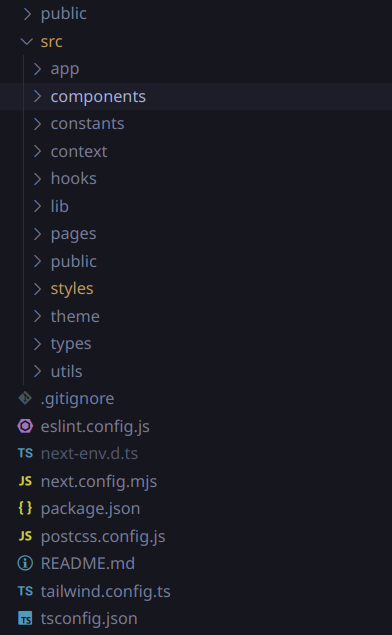 public
src
app
components
constants
context
hooks
lib
pages
public
styles
theme
types
utils
.gitignore
eslint.config.js
TS next-env.d.ts
JS next.config.mjs
{ } package.json
JS postcss.config.js
README.md
TS tailwind.config.ts
TS tsconfig.json